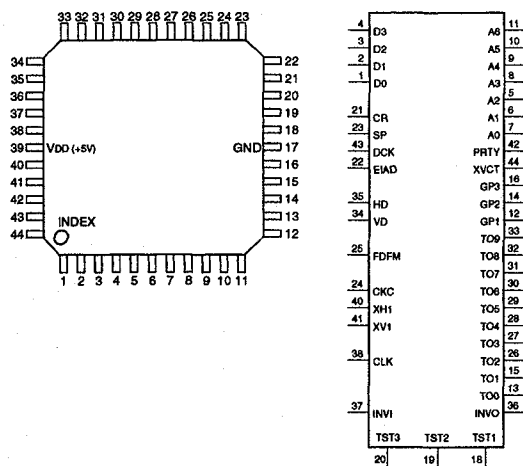 33 32 31 30 29 28 27 26 25 24 23
34 22
35 21
36 20
37 19
38 18
39 VDD (+5V) GND 17
40 16
41 15
42 14
43 13
44 INDEX 12
1 2 3 4 5 6 7 8 9 10 11
4 D3 A6 11
3 D2 A5 10
2 D1 A4 9
1 D0 A3 8
A2 5
21 CR A1 6
23 SP A0 7
43 DCK PRTY 42
22 EIAD XVCT 44
GP3 16
35 HD GP2 14
34 VD GP1 12
TO9 33
25 FDFM TO8 32
TO7 31
24 CKC TO6 30
40 XH1 TO5 29
41 XV1 TO4 28
TO3 27
38 CLK TO2 26
TO1 15
TO0 13
37 INVI INVO 36
TST3 TST2 TST1
20 19 18